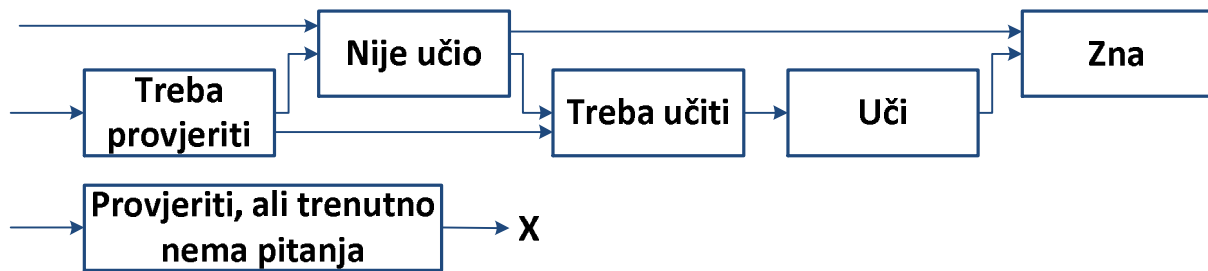 Nije učio
Zna
Treba
provjeriti
Treba učiti
Uči
Provjeriti, ali trenutno
nema pitanja
X